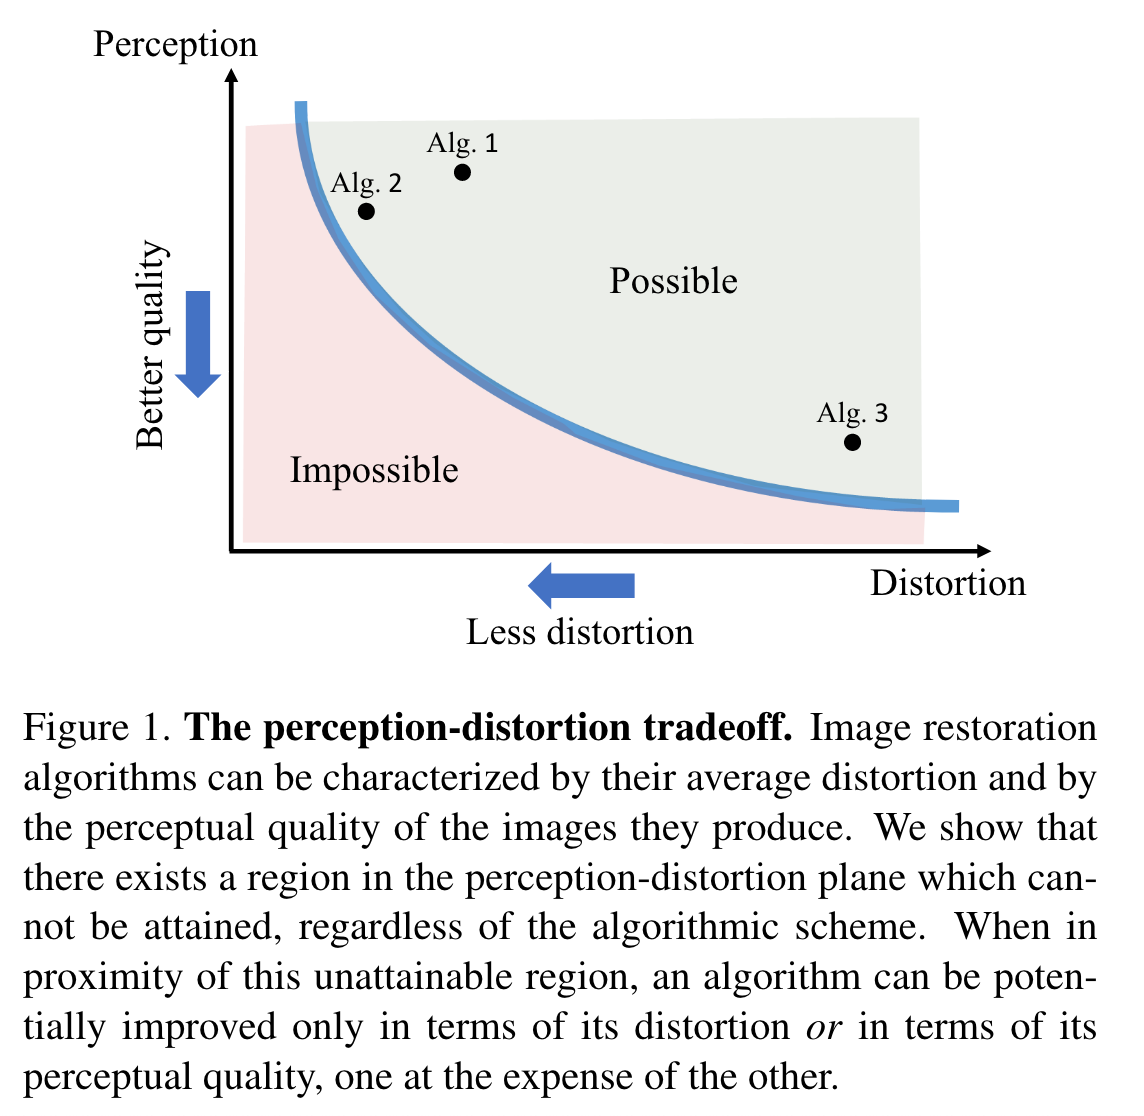 Perception
Alg. 1
Alg. 2
Possible
Better quality
Alg. 3
Impossible
Distortion
Less distortion
Figure 1. The perception-distortion tradeoff. Image restoration
algorithms can be characterized by their average distortion and by
the perceptual quality of the images they produce. We show that
there exists a region in the perception-distortion plane which can-
not be attained, regardless of the algorithmic scheme. When in
proximity of this unattainable region, an algorithm can be poten-
tially improved only in terms of its distortion or in terms of its
perceptual quality, one at the expense of the other.